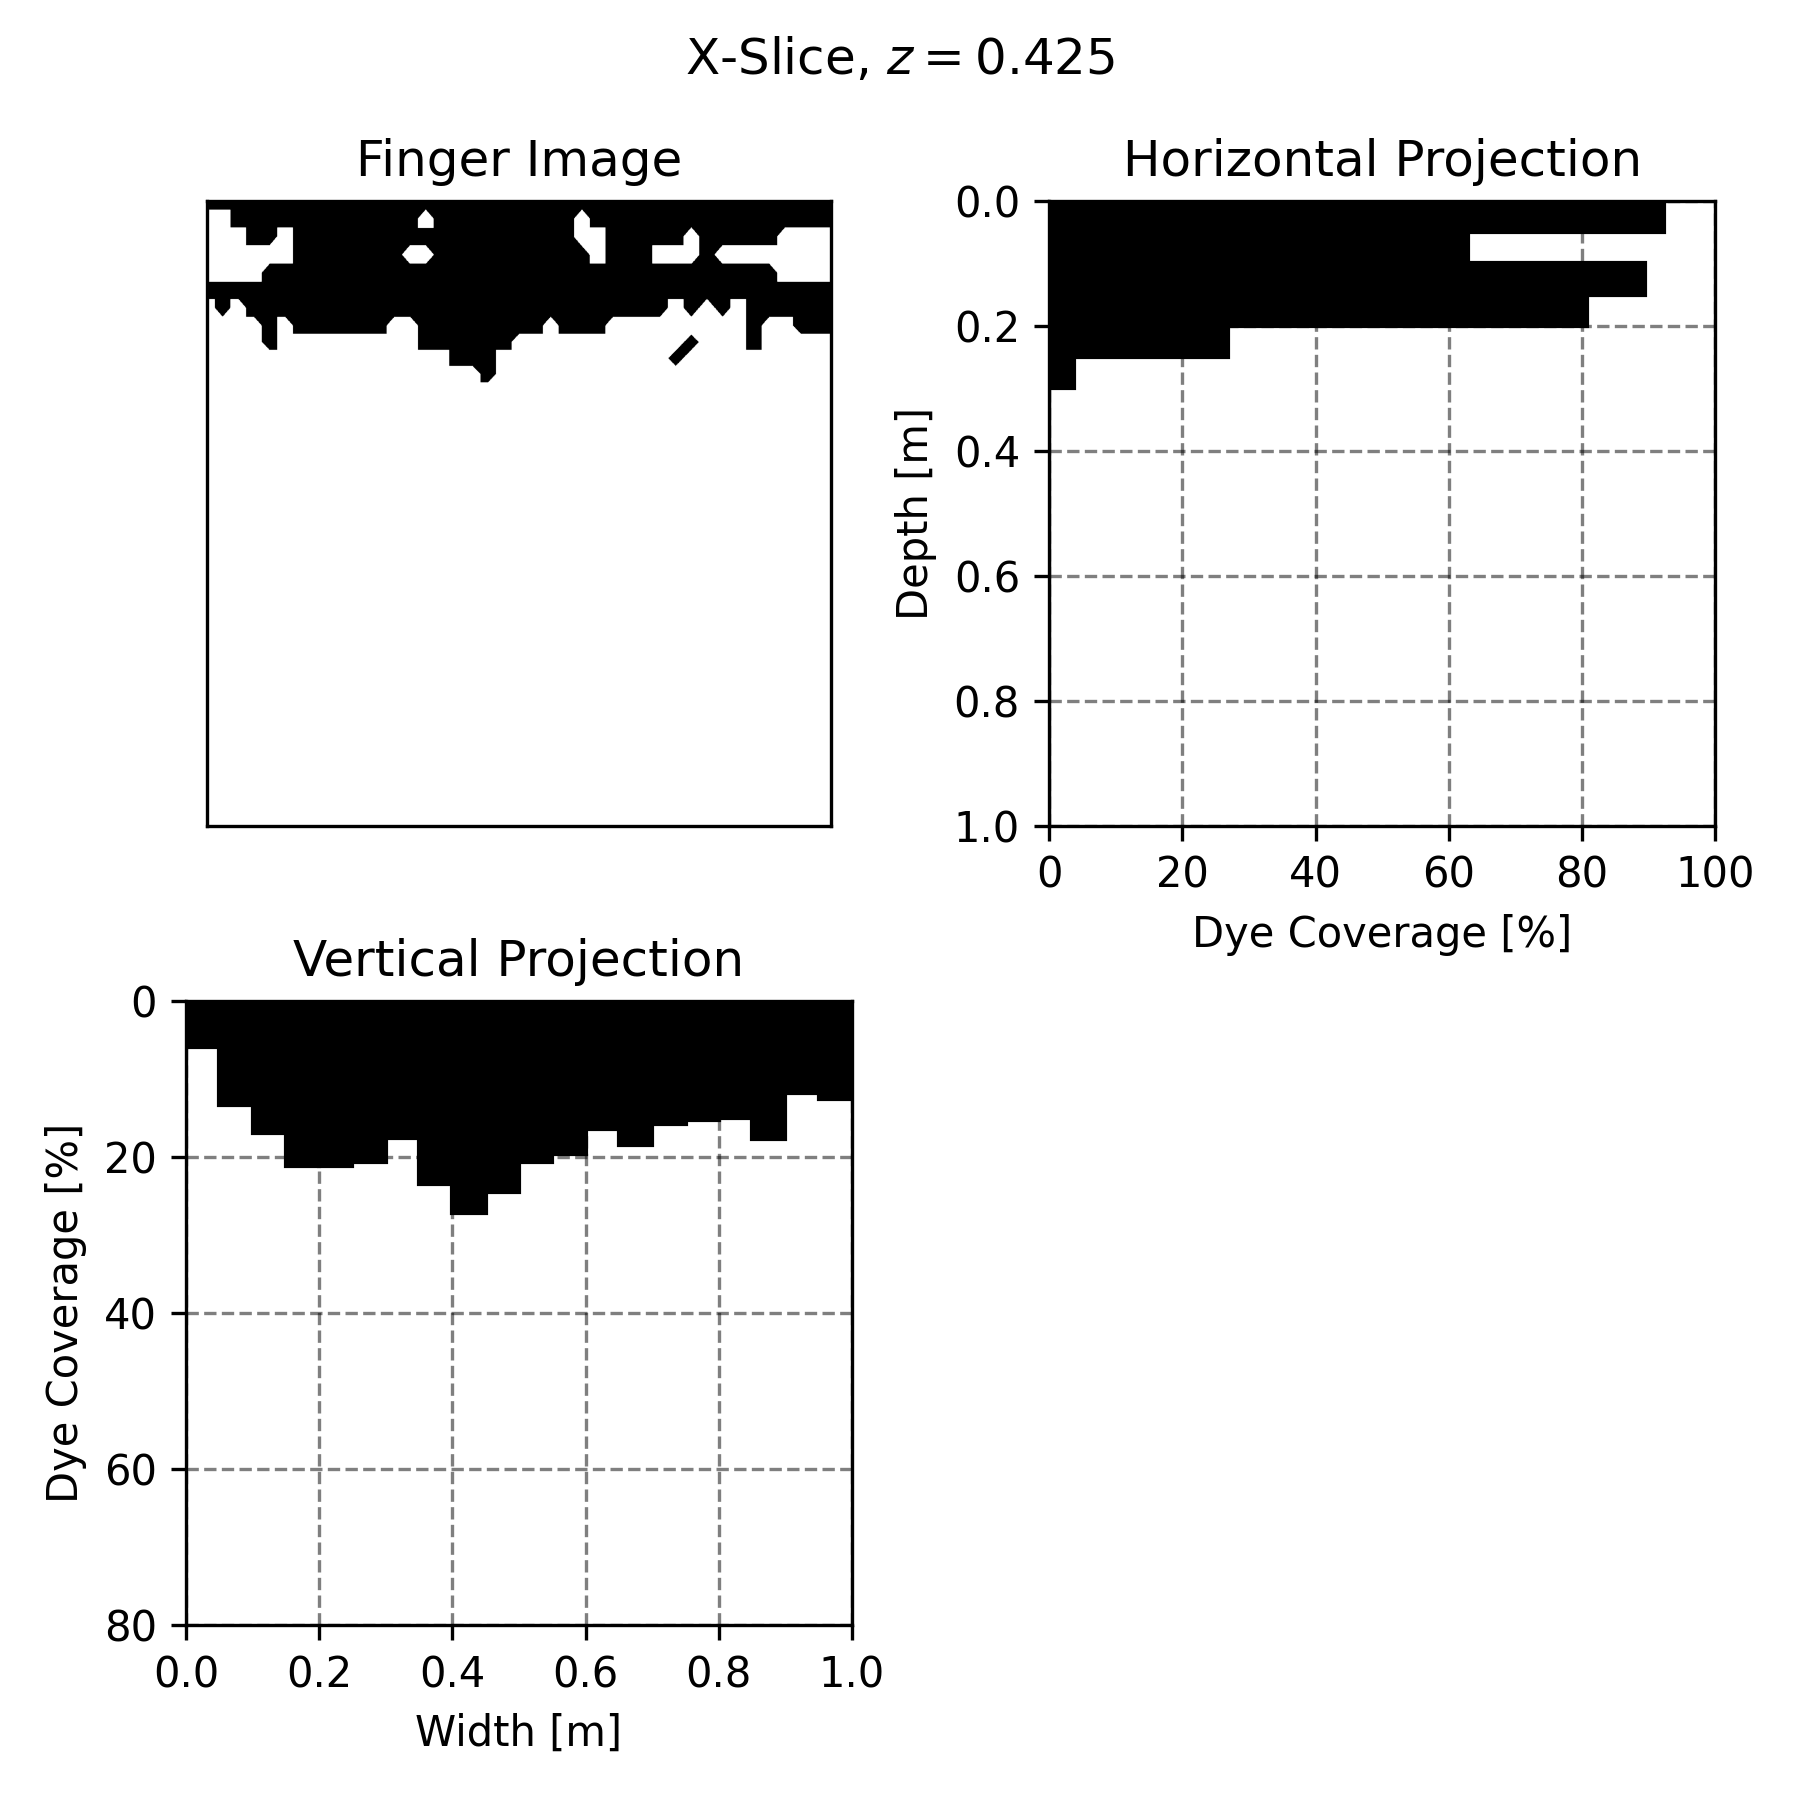 X-Slice, z = 0.425
Finger Image
Horizontal Projection
0.0
0.2
0.4
0.6
0.8
1.0
Depth [m]
0 20 40 60 80 100
Dye Coverage [%]
Vertical Projection
0
20
40
60
80
Dye Coverage [%]
0.0 0.2 0.4 0.6 0.8 1.0
Width [m]